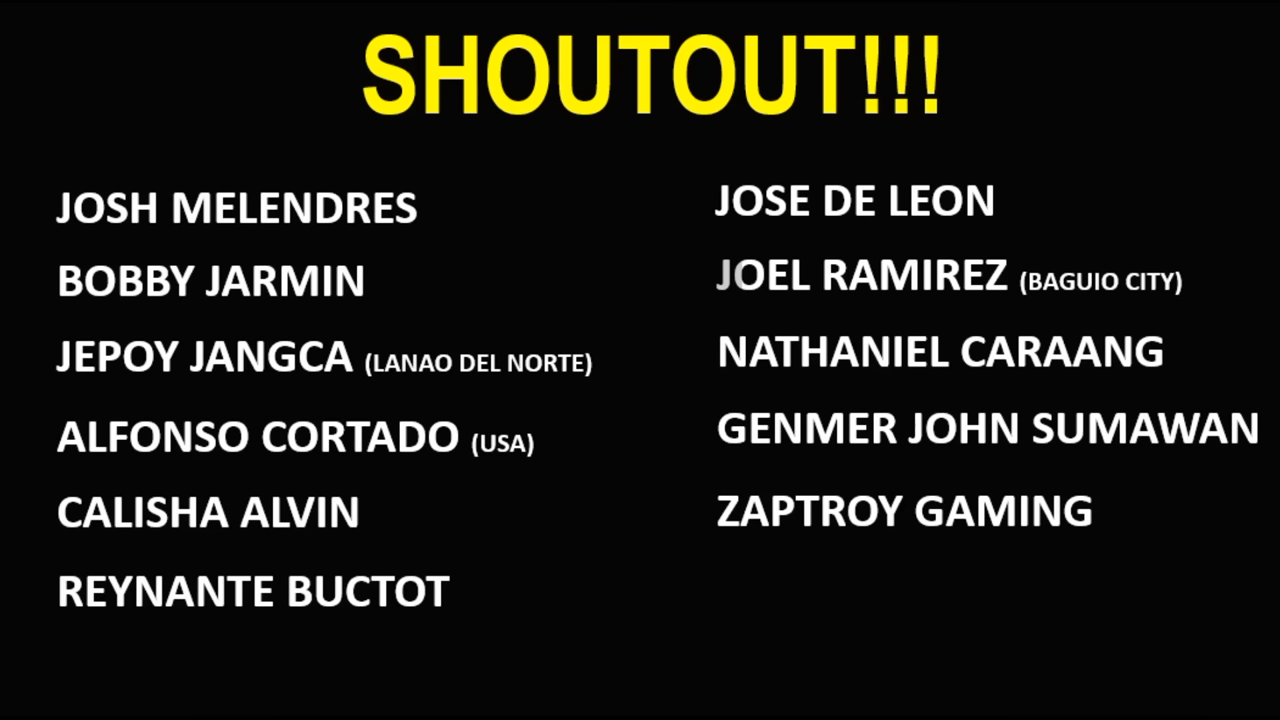 SHOUTOUT!!!
JOSH MELENDRES
BOBBY JARMIN
JEPOY JANGCA (LANAO DEL NORTE)
ALFONSO CORTADO (USA)
CALISHA ALVIN
REYNANTE BUCTOT
JOSE DE LEON
JOEL RAMIREZ (BAGUIO CITY)
NATHANIEL CARAANG
GENMER JOHN SUMAWAN
ZAPTROY GAMING